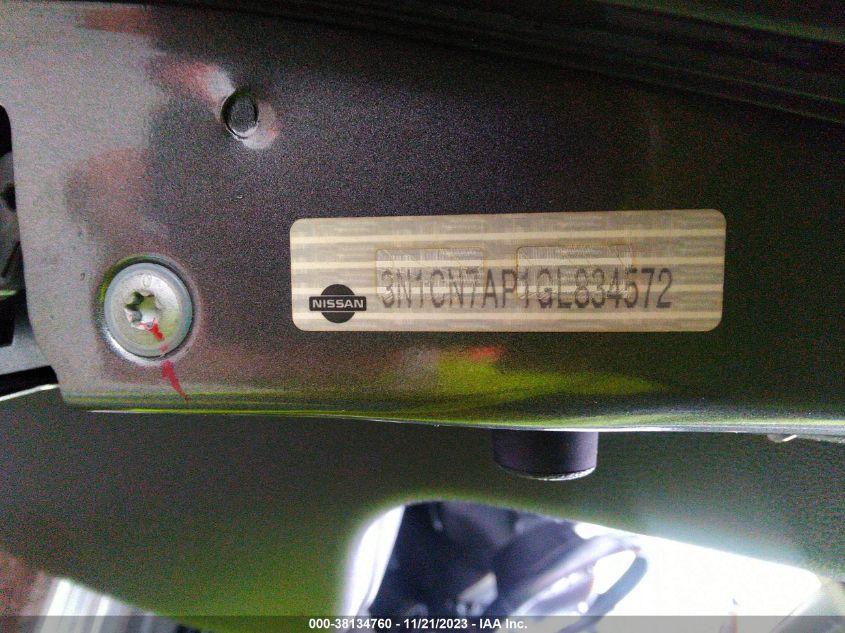 NISSAN
3N1CN7AP1GL834572
000-38134760 — 11/21/2023 — IAA Inc.